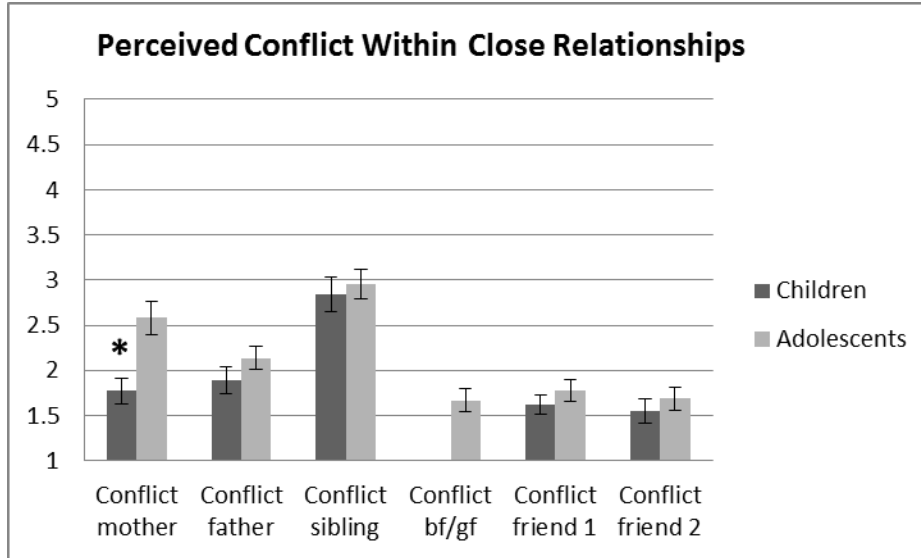 Perceived Conflict Within Close Relationships
5
4.5
4
3.5
3
2.5
2
1.5
1
*
Children
Adolescents
Conflict mother
Conflict father
Conflict sibling
Conflict bf/gf
Conflict friend 1
Conflict friend 2